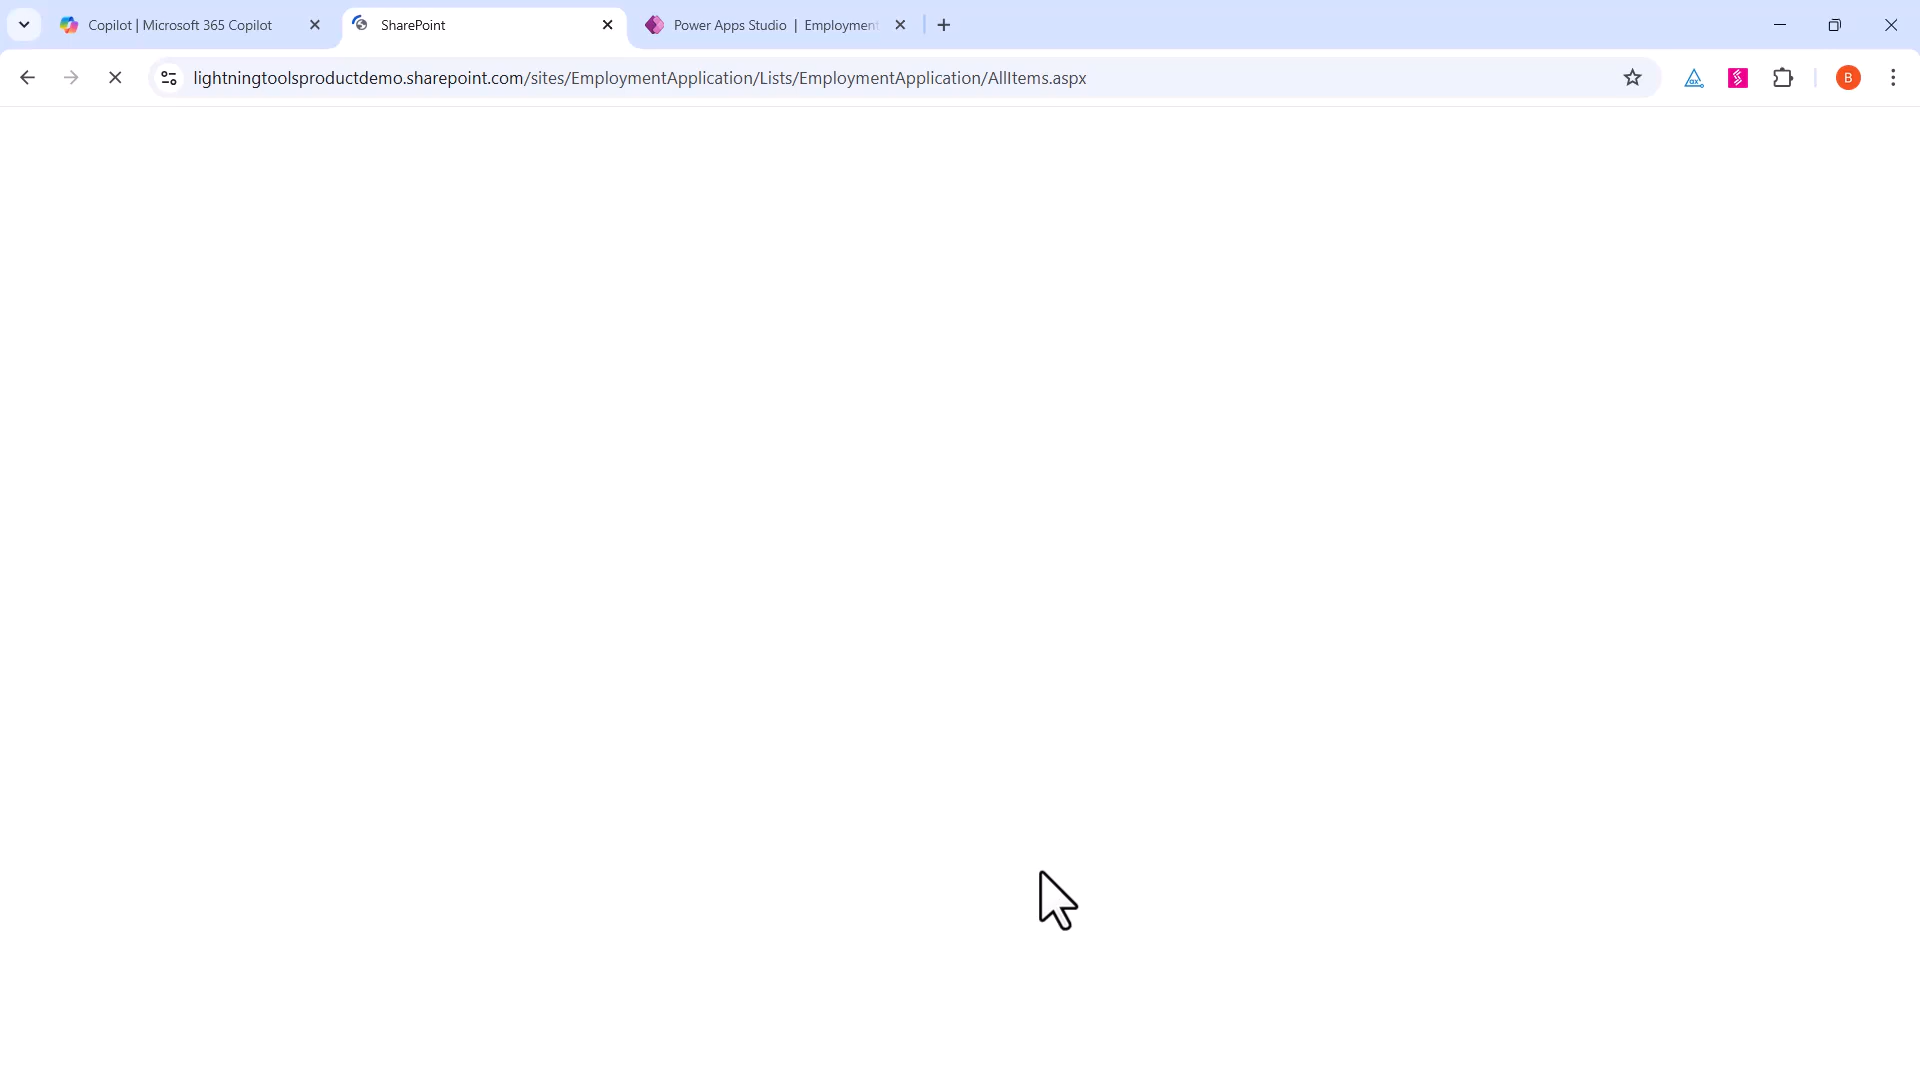 Copilot | Microsoft 365 Copilot
SharePoint
Power Apps Studio | Employment
lightningtoolsproductdemo.sharepoint.com/sites/EmploymentApplication/Lists/EmploymentApplication/AllItems.aspx
B